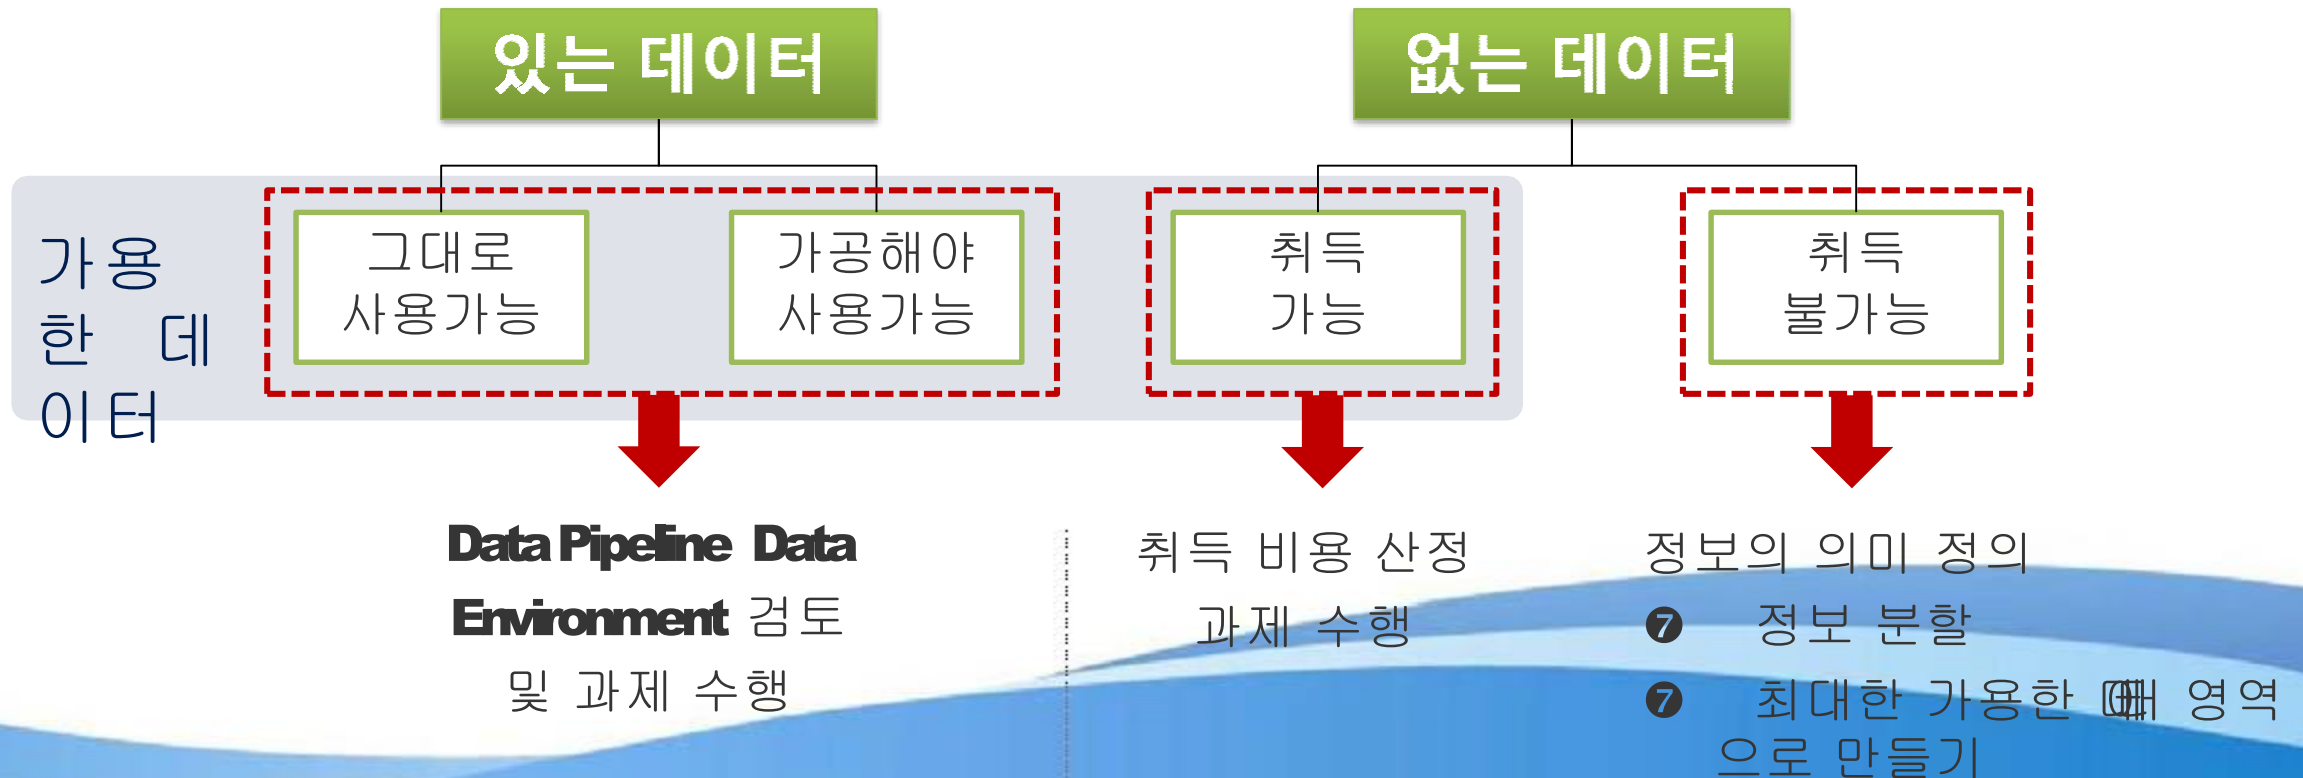 있는 데이터
없는 데이터
가용
한 데
이터
그대로
사용가능
가공해야
사용가능
취득
가능
취득
불가능
Data Pipeline Data
Environment 검토
및 과제 수행
취득 비용 산정
과제 수행
정보의 의미 정의
❼ 정보 분할
❼ 최대한 가용한 영역
으로 만들기